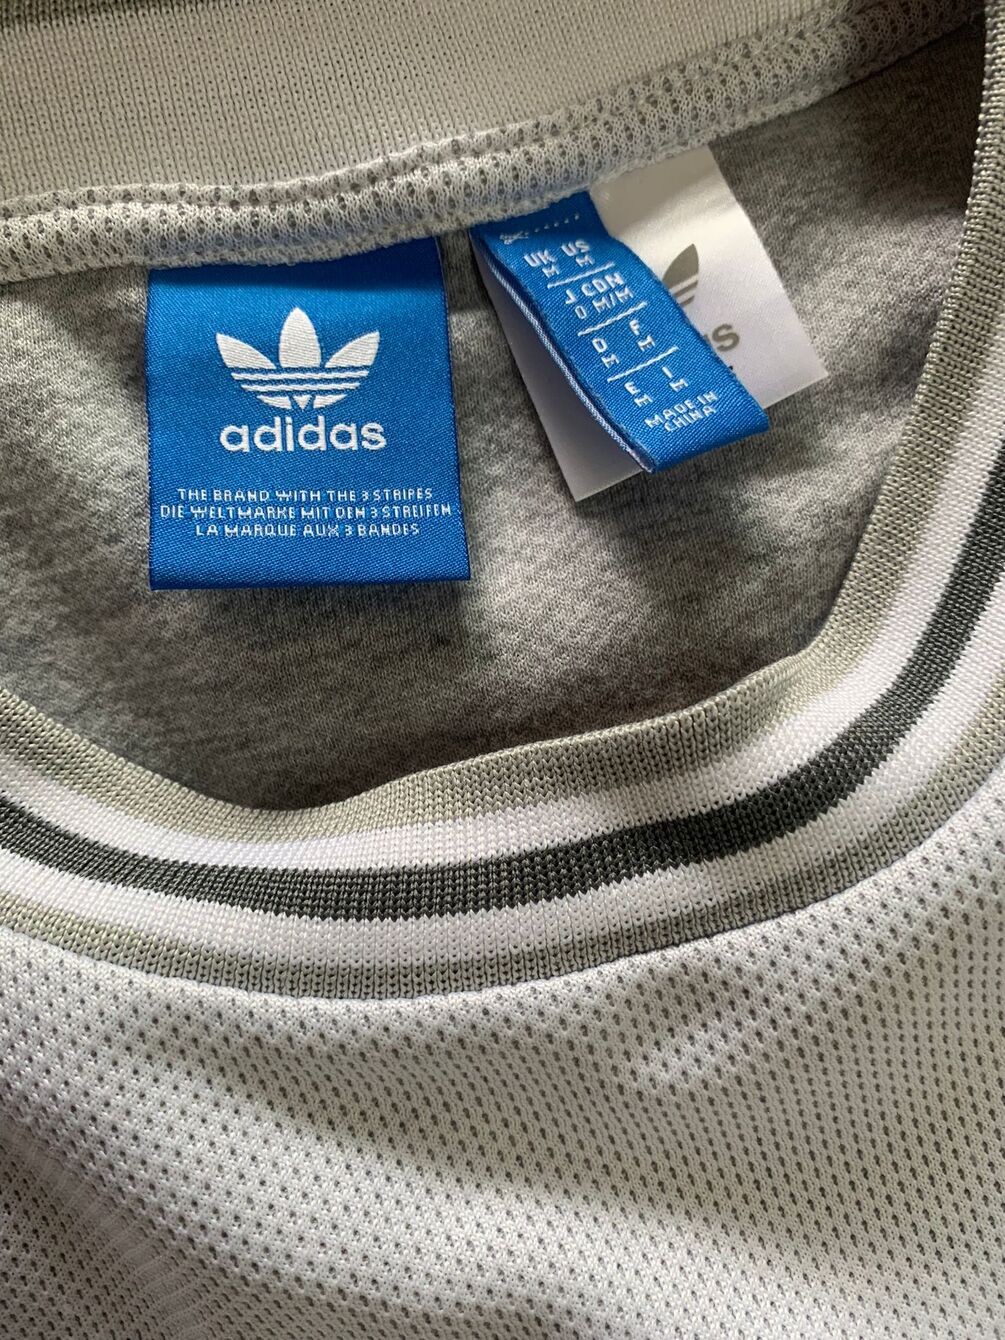 adidas
THE BRAND WITH THE 3 STRIPES
DIE WELTMARKE MIT DEN 3 STREIFEN
LA MARQUE AUX 3 BANDES
UK M US M
J O CDN M/M
D M F M
E M I M
MADE IN
CHINA